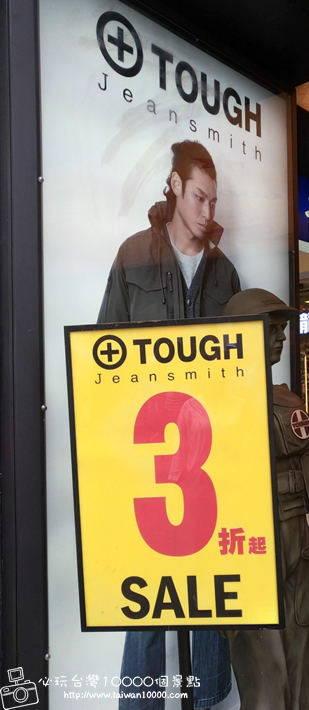 TOUGH
Jeansmith
TOUGH
Jeansmith
3折起
SALE
必玩台灣10000個景點
http://www.taiwan10000.com